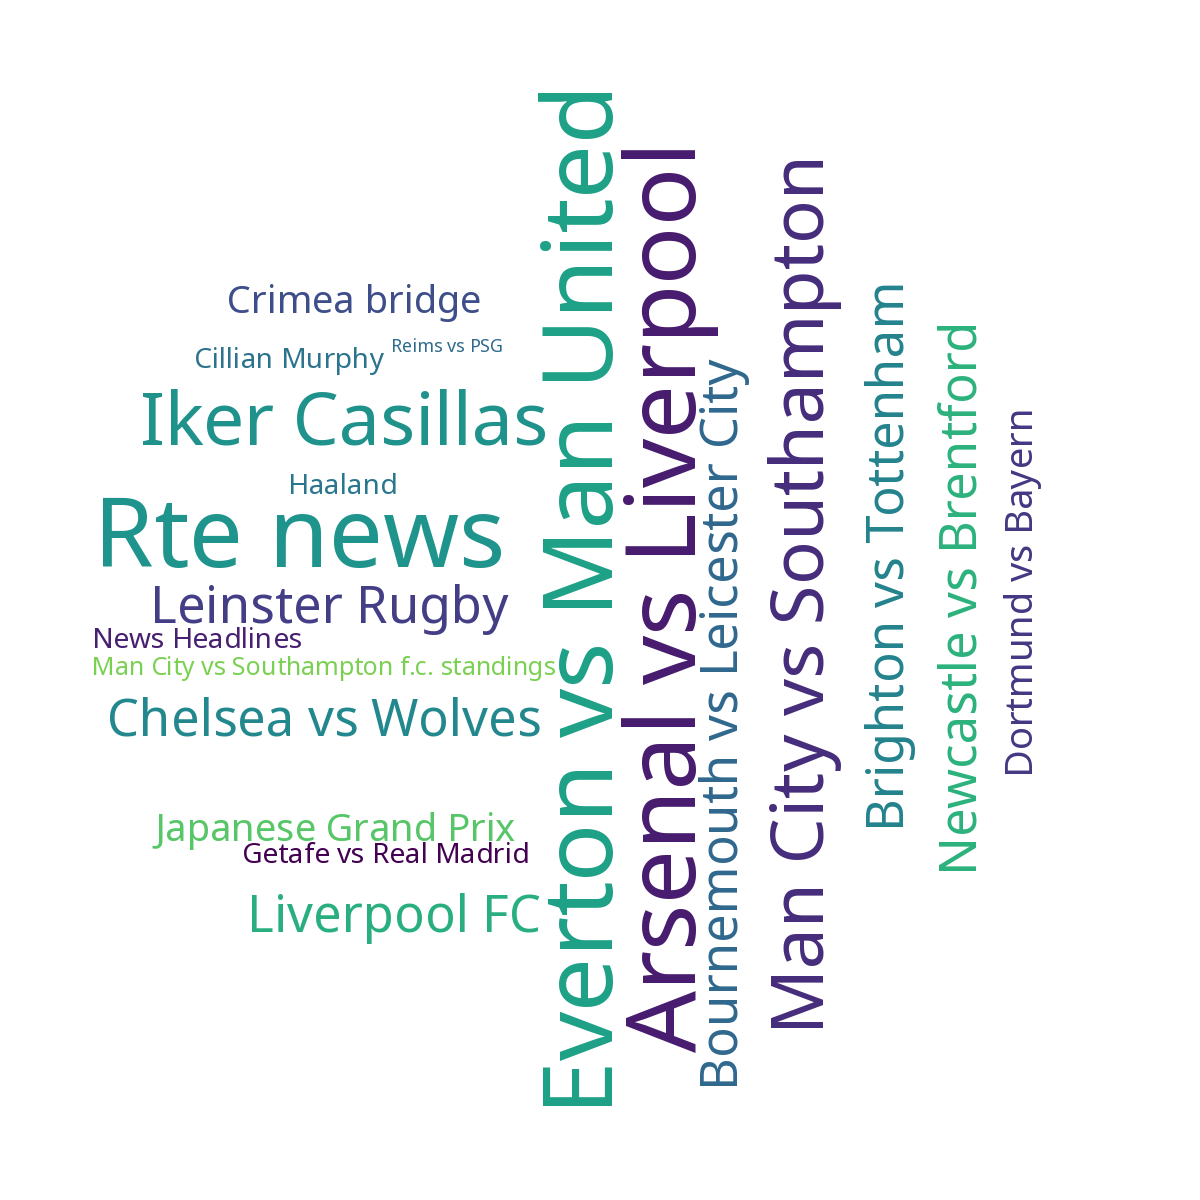 Crimea bridge
Cillian Murphy
Reims vs PSG
Iker Casillas
Haaland
Rte news
Leinster Rugby
News Headlines
Man City vs Southampton f.c. standings
Chelsea vs Wolves
Japanese Grand Prix
Getafe vs Real Madrid
Liverpool FC
Everton vs Man United
Arsenal vs Liverpool
Bournemouth vs Leicester City
Man City vs Southampton
Brighton vs Tottenham
Newcastle vs Brentford
Dortmund vs Bayern